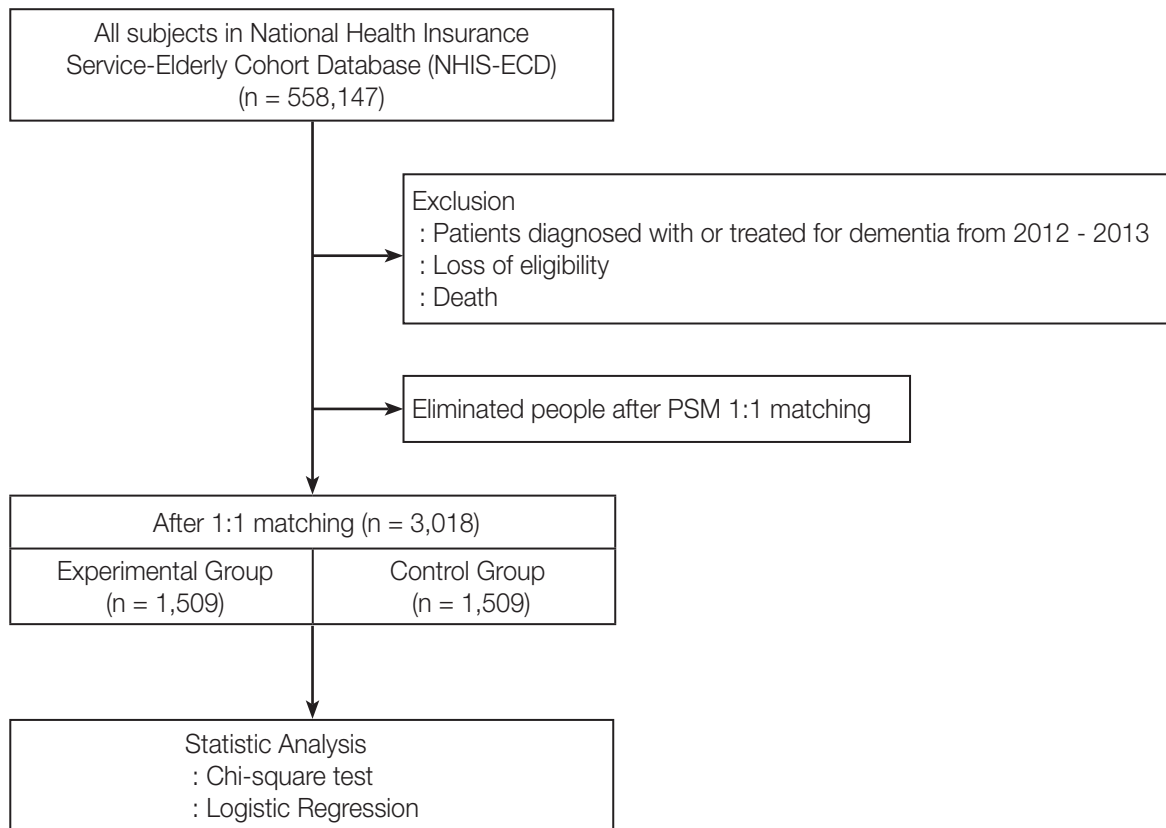 All subjects in National Health Insurance
Service-Elderly Cohort Database (NHIS-ECD)
(n = 558,147)
Exclusion
: Patients diagnosed with or treated for dementia from 2012 - 2013
: Loss of eligibility
: Death
Eliminated people after PSM 1:1 matching
After 1:1 matching (n = 3,018)
Experimental Group
(n = 1,509)
Control Group
(n = 1,509)
Statistic Analysis
: Chi-square test
: Logistic Regression